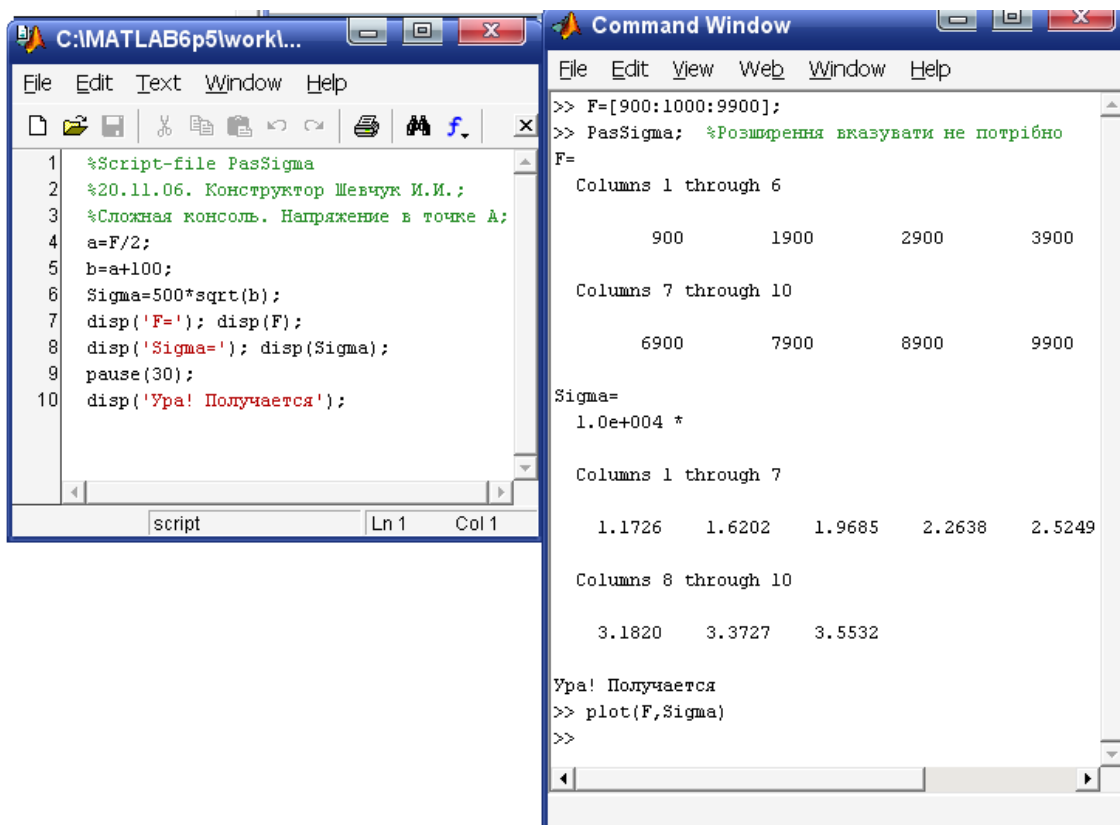 C:\MATLAB6p5\work\...
File Edit Text Window Help
1 %Script-file PasSigma
2 %20.11.06. Конструктор Шевчук И.И.;
3 %Сложная консоль. Напряжение в точке А;
4 a=F/2;
5 b=a+100;
6 Sigma=500*sqrt(b);
7 disp('F='); disp(F);
8 disp('Sigma='); disp(Sigma);
9 pause(30);
10 disp('Ура! Получается');
script Ln 1 Col 1
Command Window
File Edit View Web Window Help
>> F=[900:1000:9900];
>> PasSigma; %Розширення вказувати не потрібно
F=
Columns 1 through 6
900 1900 2900 3900
Columns 7 through 10
6900 7900 8900 9900
Sigma=
1.0e+004 *
Columns 1 through 7
1.1726 1.6202 1.9685 2.2638 2.5249
Columns 8 through 10
3.1820 3.3727 3.5532
Ура! Получается
>> plot(F,Sigma)
>>